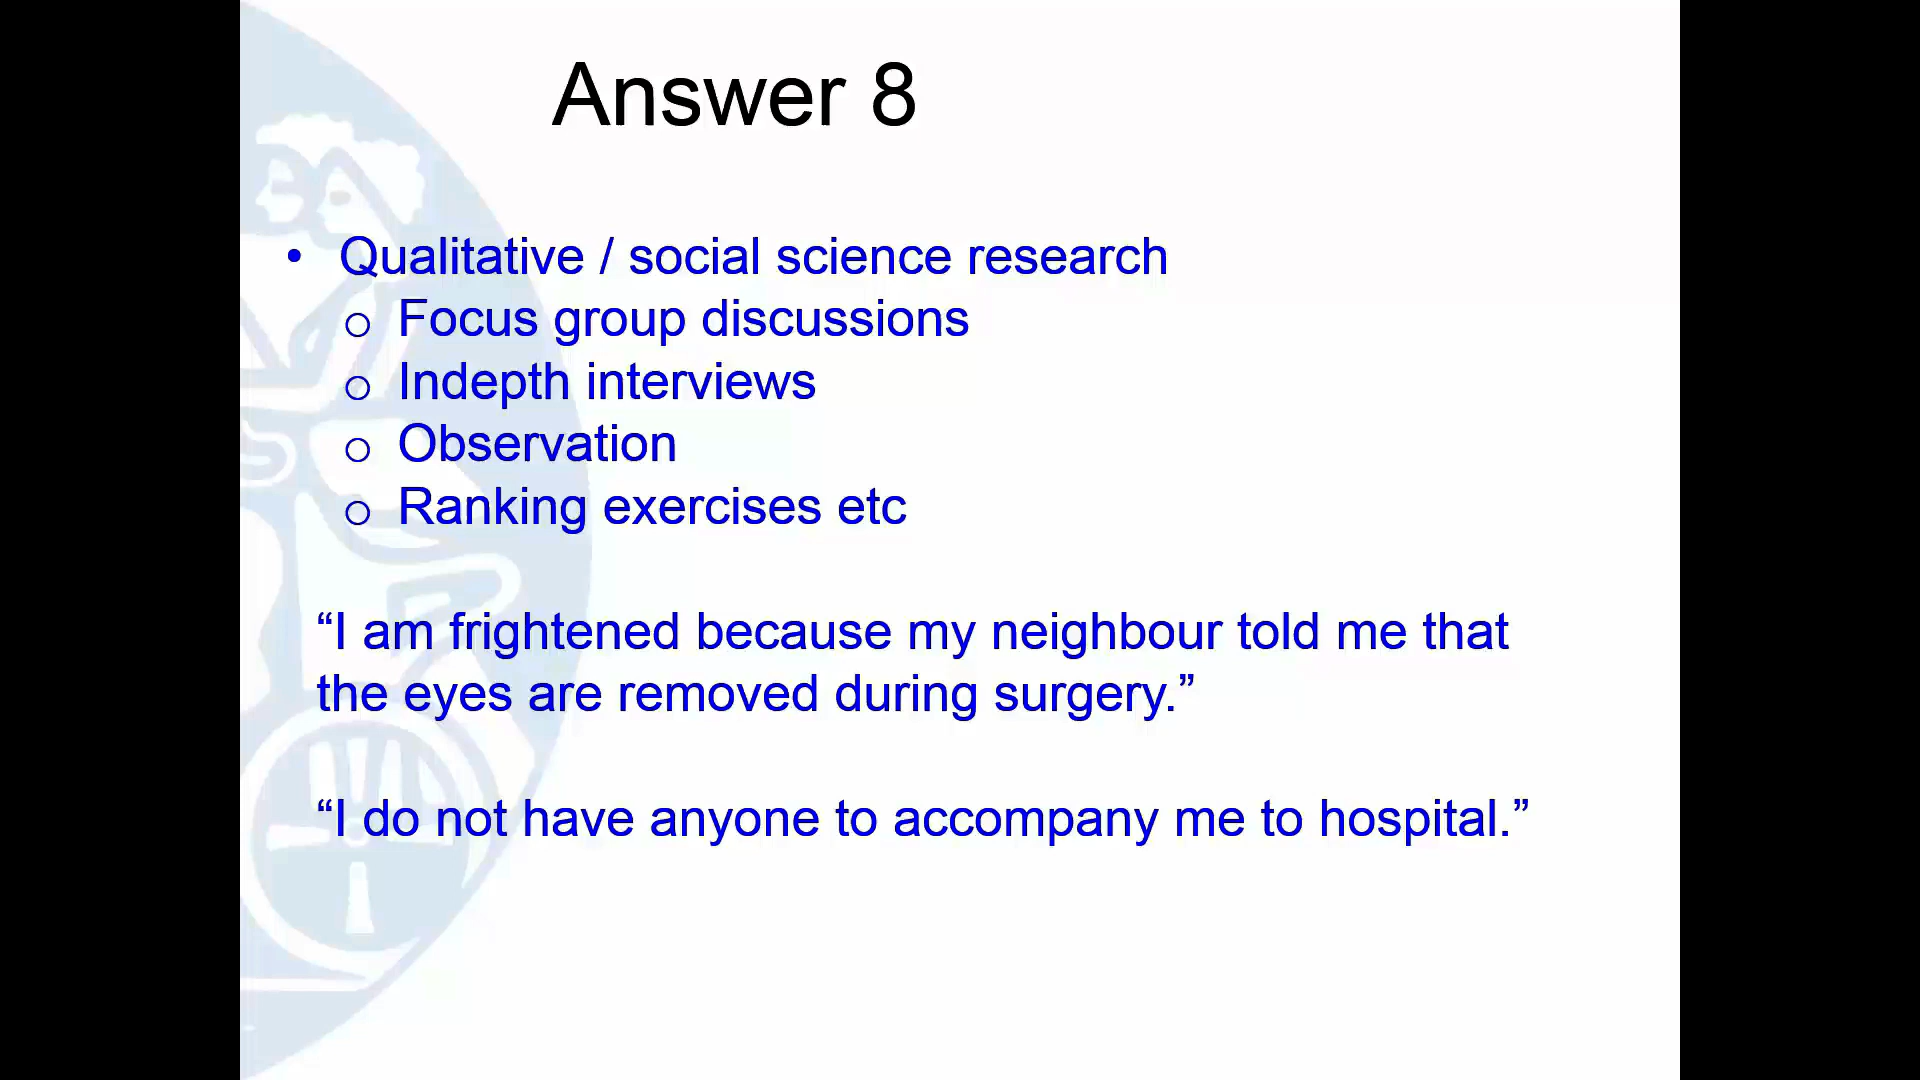 Answer 8
• Qualitative / social science research
o Focus group discussions
o Indepth interviews
o Observation
o Ranking exercises etc
“I am frightened because my neighbour told me that
the eyes are removed during surgery.”
“I do not have anyone to accompany me to hospital.”